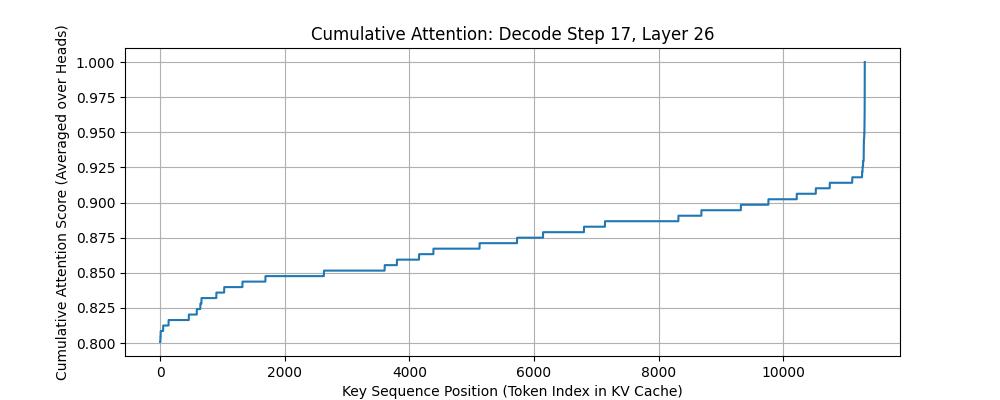 Cumulative Attention: Decode Step 17, Layer 26
Cumulative Attention Score (Averaged over Heads)
1.000
0.975
0.950
0.925
0.900
0.875
0.850
0.825
0.800
0 2000 4000 6000 8000 10000
Key Sequence Position (Token Index in KV Cache)